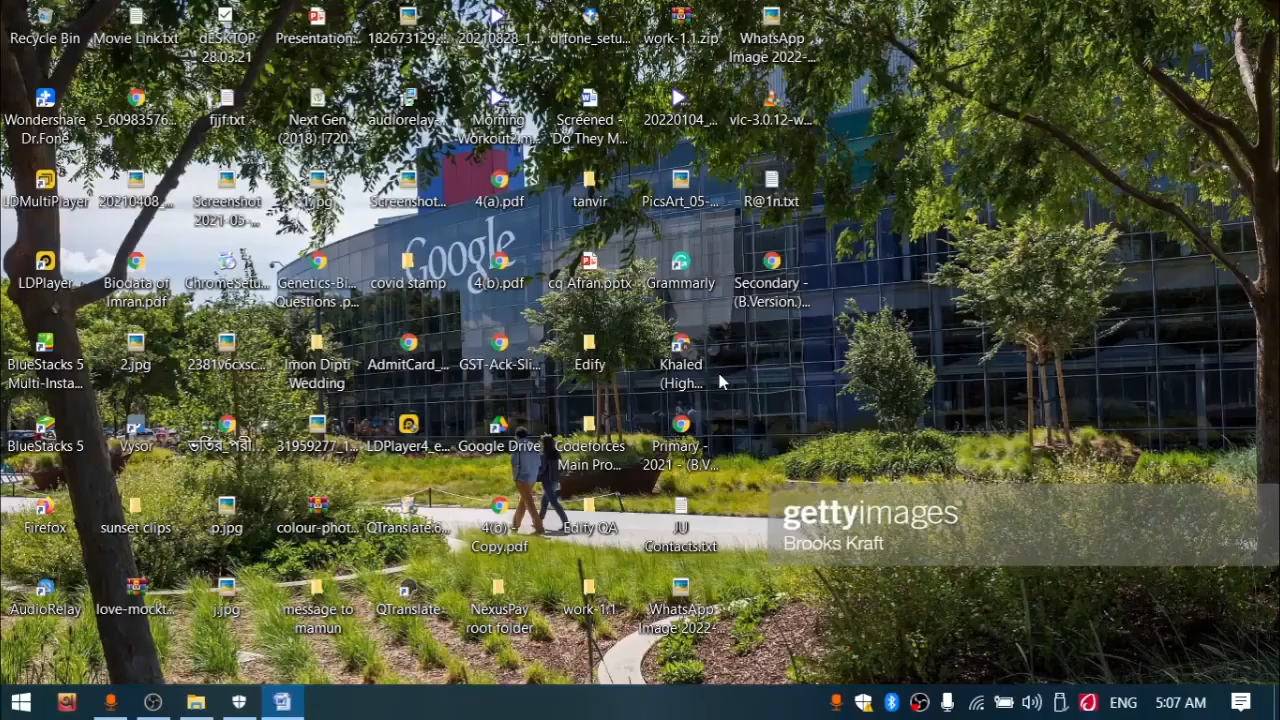 Recycle Bin
Movie Link.txt
dESKTOP
28.03.21
Presentation...
182673129_...
20210828_1...
drfone_setu...
work-1.1.zip
WhatsApp
Image 2022-...
Wondershare
Dr.Fone
5_60983576...
fjjf.txt
Next Gen
(2018) [720...
audiorelay-...
Morning
Workout2.m...
Screened -
Do They M...
20220104_...
vlc-3.0.12-w...
LDMultiPlayer
20210408_...
Screenshot
2021-05-...
1.jpg
Screenshot...
4(a).pdf
tanvir
PicsArt_05-...
R@1n.txt
LDPlayer
Biodata of
Imran.pdf
ChromeSetu...
Genetics-Bi...
Questions .p...
covid stamp
4(b).pdf
cq Afran.pptx
Grammarly
Secondary -
(B.Version.)...
BlueStacks 5
Multi-Insta...
2.jpg
2381v6cxsc...
Imon Dipti
Wedding
AdmitCard_...
GST-Ack-Sli...
Edify
Khaled
(High...
BlueStacks 5
Vysor
ভর্তির_পরী...
31959277_1...
LDPlayer4_e...
Google Drive
Codeforces
Main Pro...
Primary -
2021 - (B.V...
Firefox
sunset clips
p.jpg
colour-phot...
QTranslate.6...
Copy.pdf
Edify QA
JU
Contacts.txt
AudioRelay
love-mockt...
j.jpg
message to
mamun
QTranslate
NexusPay
root folder
work-1.1
WhatsApp
Image 2022-...
Google
gettyimages
Brooks Kraft
ENG
5:07 AM